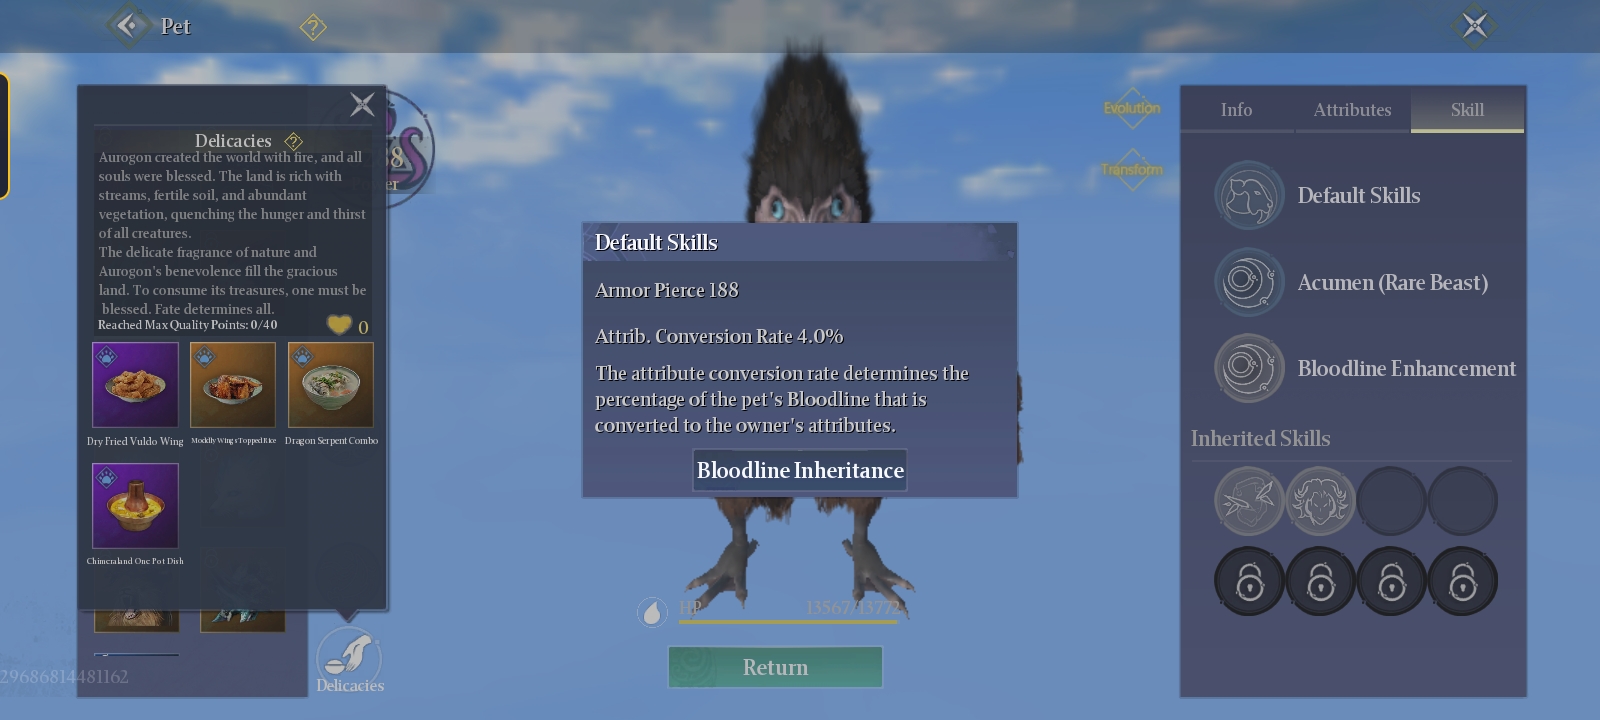 Pet
?
Delicacies
?
Aurogon created the world with fire, and all
souls were blessed. The land is rich with
streams, fertile soil, and abundant
vegetation, quenching the hunger and thirst
of all creatures.
The delicate fragrance of nature and
Aurogon's benevolence fill the gracious
land. To consume its treasures, one must be
blessed. Fate determines all.
Reached Max Quality Points: 0/40
0
Dry Fried Vuldo Wing
Moddly Wings Topped Rice
Dragon Serpent Combo
Chimeraland One Pot Dish
29686814481162
Delicacies
Evolution
Transform
Default Skills
Armor Pierce 188
Attrib. Conversion Rate 4.0%
The attribute conversion rate determines the
percentage of the pet's Bloodline that is
converted to the owner's attributes.
Bloodline Inheritance
HP
13567/13772
Return
Info
Attributes
Skill
Default Skills
Acumen (Rare Beast)
Bloodline Enhancement
Inherited Skills